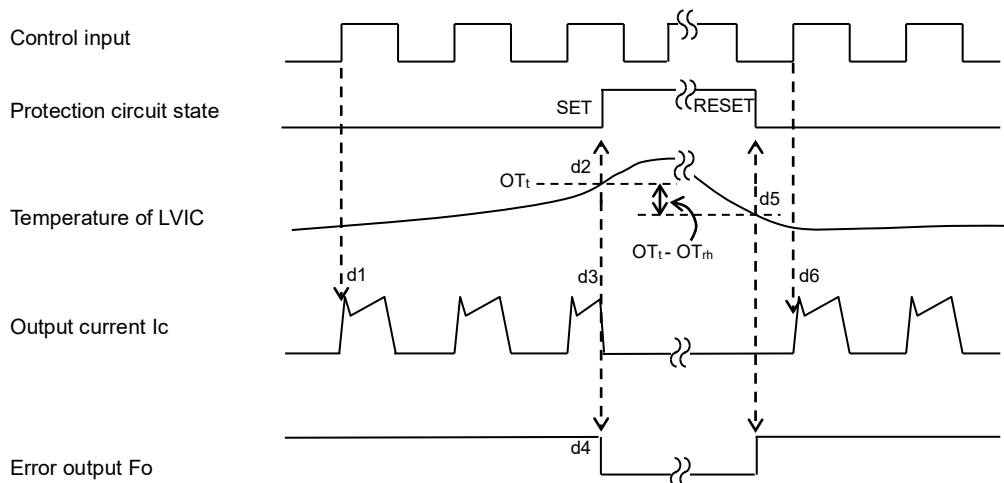 Control input
Protection circuit state
SET
RESET
d2
OTt
d5
Temperature of LVIC
OTt - OTrh
d1
d3
d6
Output current Ic
d4
Error output Fo